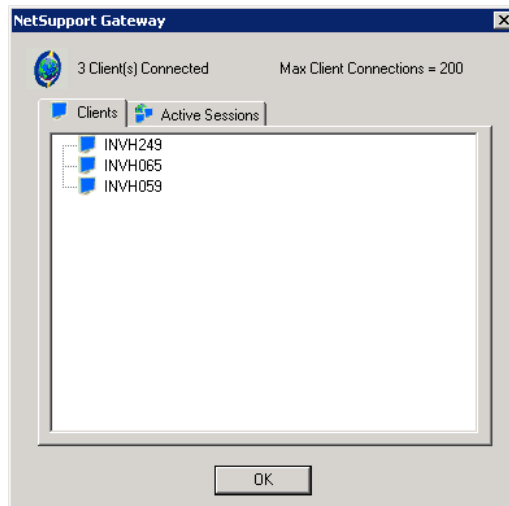 NetSupport Gateway
3 Client(s) Connected Max Client Connections = 200
Clients Active Sessions
INVH249
INVH065
INVH059
OK